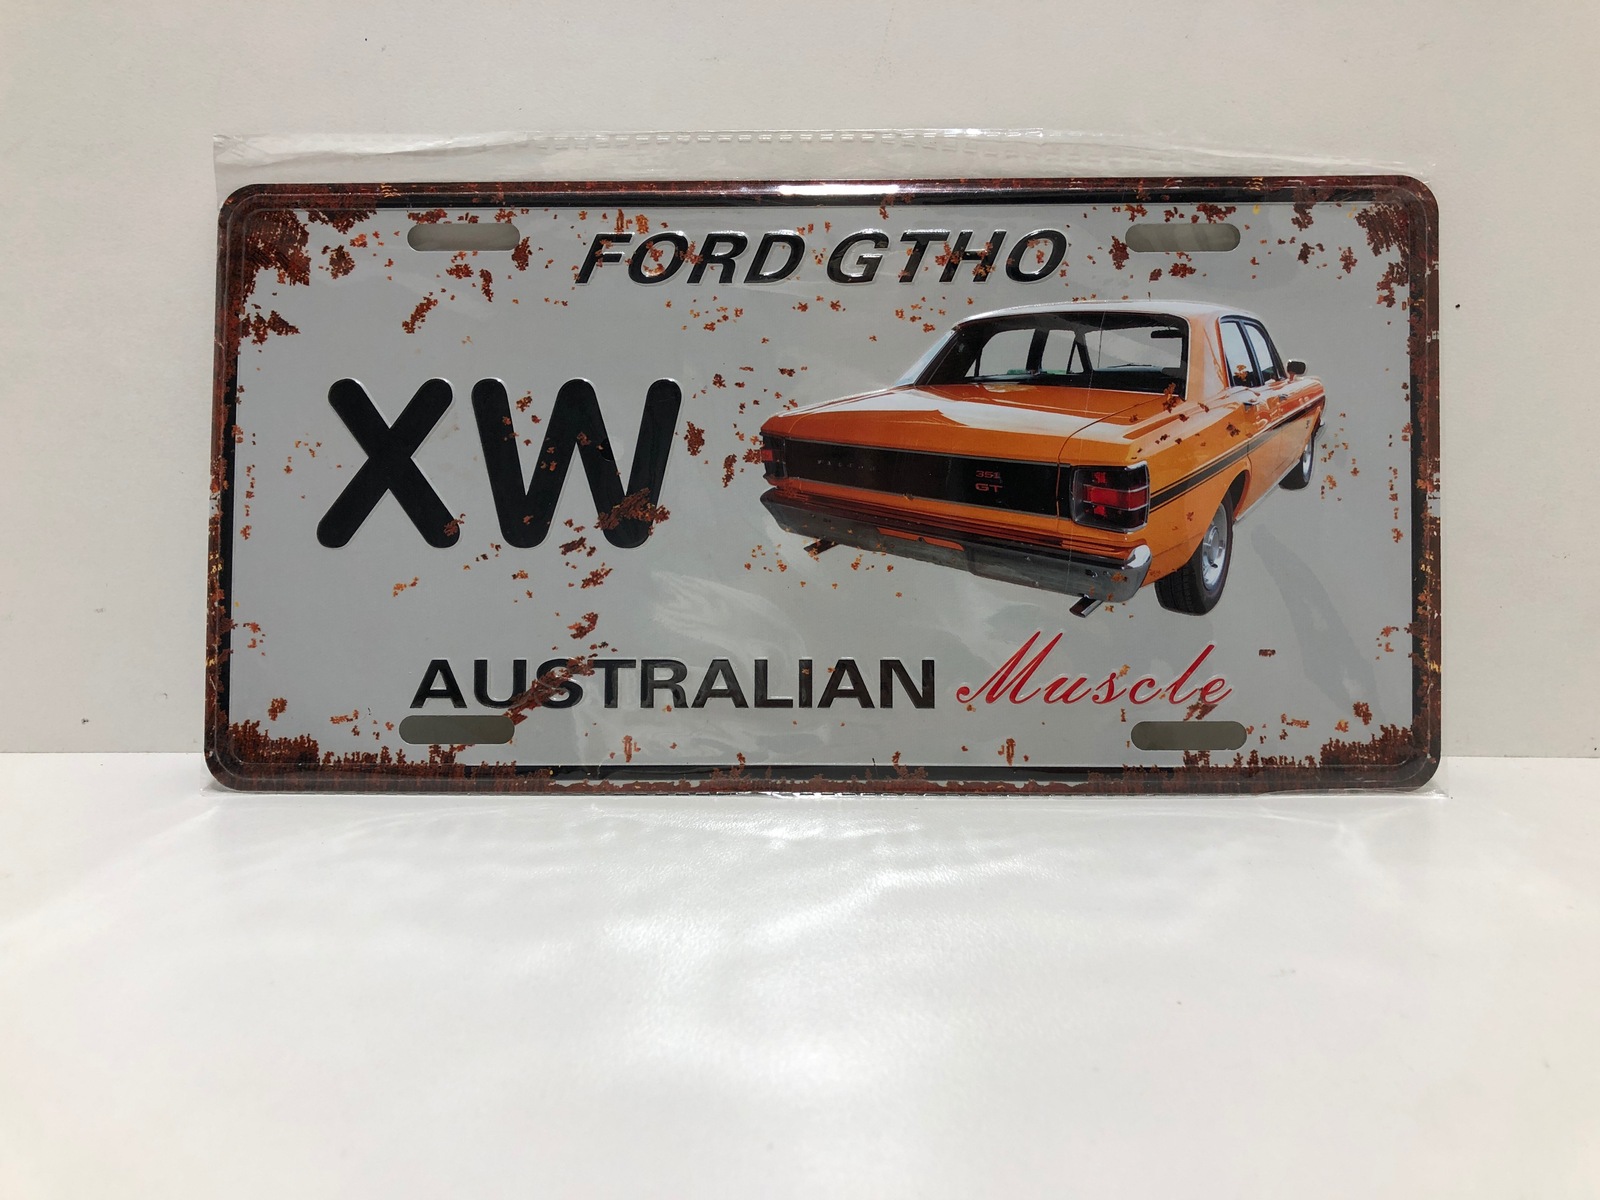 FORD GTHO
XW
351
GT
AUSTRALIAN Muscle